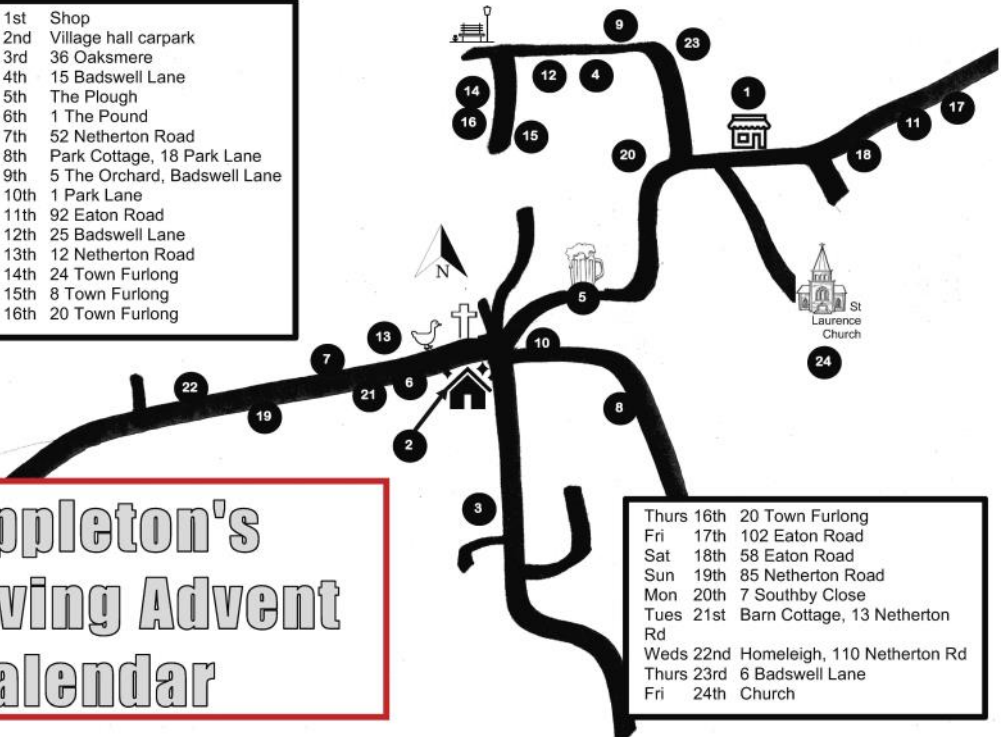 1st Shop
2nd Village hall carpark
3rd 36 Oaksmere
4th 15 Badswell Lane
5th The Plough
6th 1 The Pound
7th 52 Netherton Road
8th Park Cottage, 18 Park Lane
9th 5 The Orchard, Badswell Lane
10th 1 Park Lane
11th 92 Eaton Road
12th 25 Badswell Lane
13th 12 Netherton Road
14th 24 Town Furlong
15th 8 Town Furlong
16th 20 Town Furlong
9
23
12
4
14
16
15
1
17
11
18
20
N
5
St
Laurence
Church
24
13
10
7
6
22
21
19
8
2
3
ppleton's
ving Advent
alendar
Thurs 16th 20 Town Furlong
Fri 17th 102 Eaton Road
Sat 18th 58 Eaton Road
Sun 19th 85 Netherton Road
Mon 20th 7 Southby Close
Tues 21st Barn Cottage, 13 Netherton
Rd
Weds 22nd Homeleigh, 110 Netherton Rd
Thurs 23rd 6 Badswell Lane
Fri 24th Church